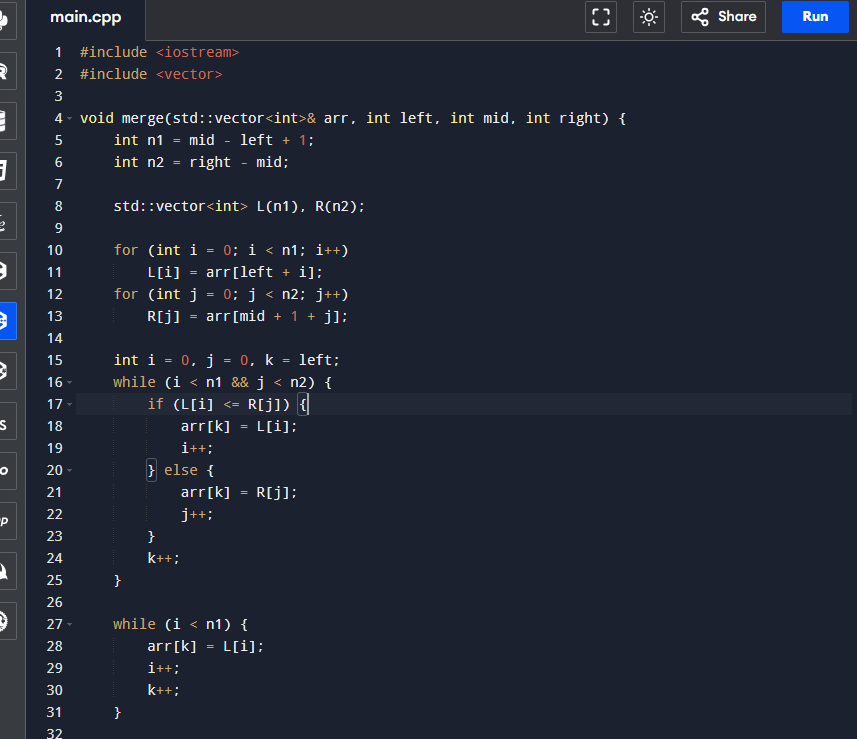 main.cpp
Share
Run
1 #include <iostream>
2 #include <vector>
3
4 void merge(std::vector<int>& arr, int left, int mid, int right) {
5     int n1 = mid - left + 1;
6     int n2 = right - mid;
7
8     std::vector<int> L(n1), R(n2);
9
10     for (int i = 0; i < n1; i++)
11         L[i] = arr[left + i];
12     for (int j = 0; j < n2; j++)
13         R[j] = arr[mid + 1 + j];
14
15     int i = 0, j = 0, k = left;
16     while (i < n1 && j < n2) {
17         if (L[i] <= R[j]) {
18             arr[k] = L[i];
19             i++;
20         } else {
21             arr[k] = R[j];
22             j++;
23         }
24         k++;
25     }
26
27     while (i < n1) {
28         arr[k] = L[i];
29         i++;
30         k++;
31     }
32